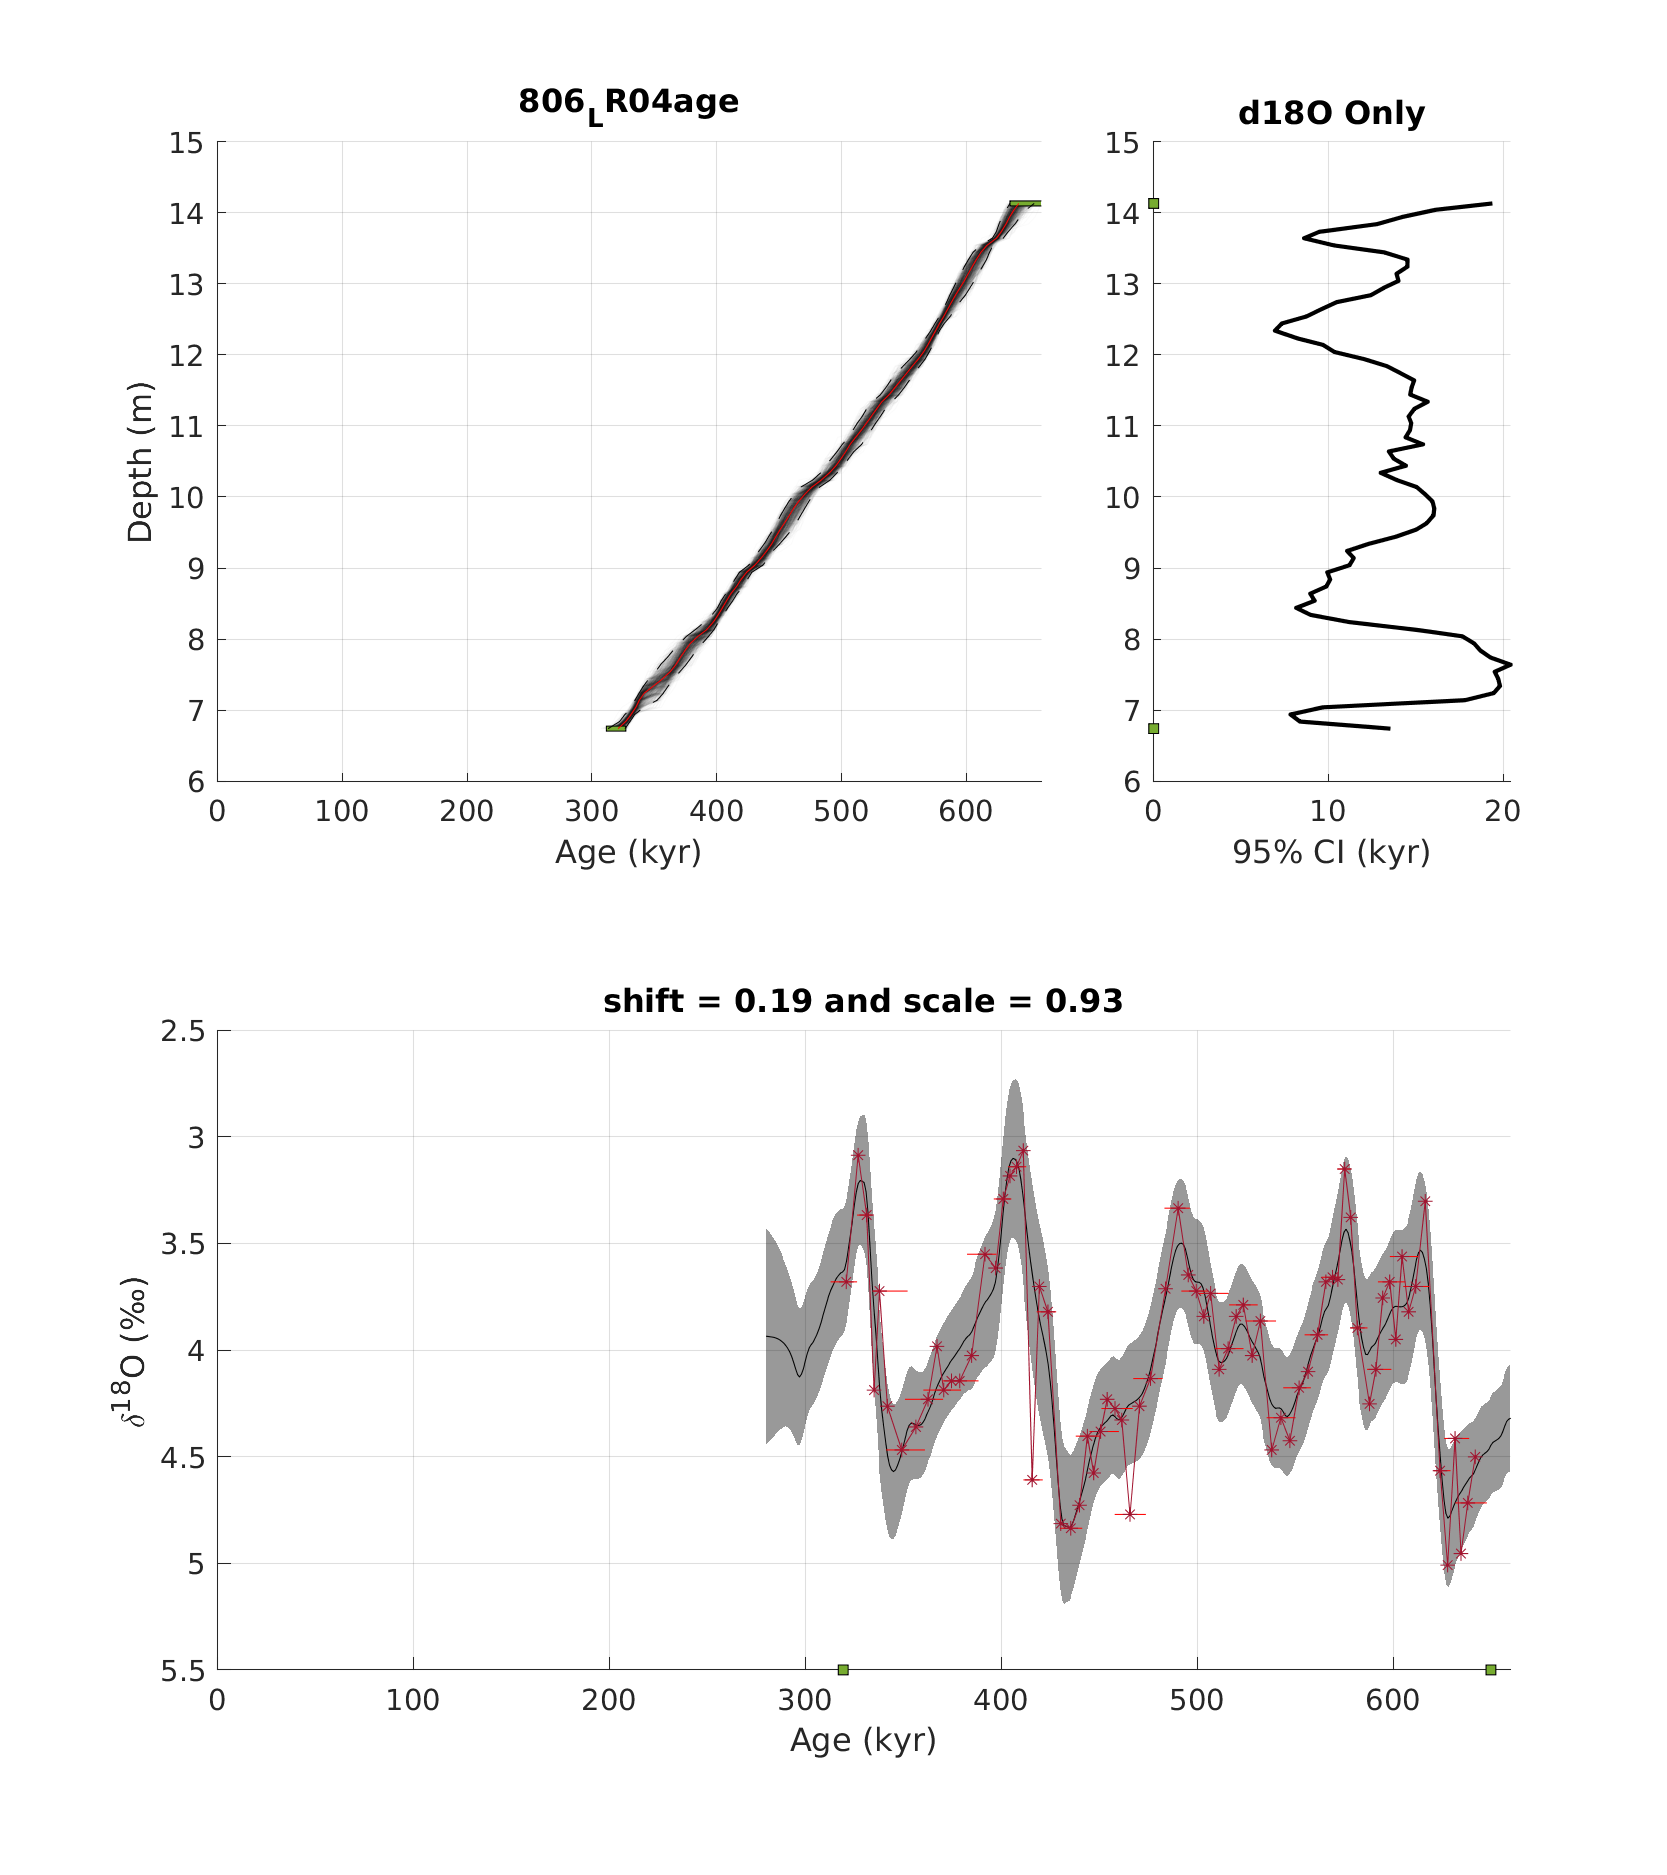 806LR04age
d18O Only
15
14
13
12
11
10
9
8
7
6
Depth (m)
0 100 200 300 400 500 600
Age (kyr)
15
14
13
12
11
10
9
8
7
6
0 10 20
95% CI (kyr)
shift = 0.19 and scale = 0.93
2.5
3
3.5
4
4.5
5
5.5
δ18O (‰)
0 100 200 300 400 500 600
Age (kyr)